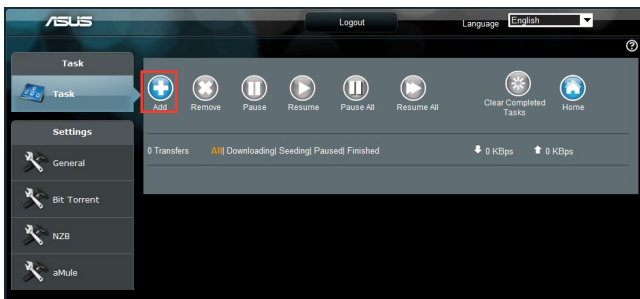 ASUS
Logout
Language English
Task
Task
Settings
General
Bit Torrent
NZB
aMule
Add Remove Pause Resume Pause All Resume All Clear Completed Tasks Home
0 Transfers All| Downloading| Seeding| Paused| Finished 0 KBps 0 KBps